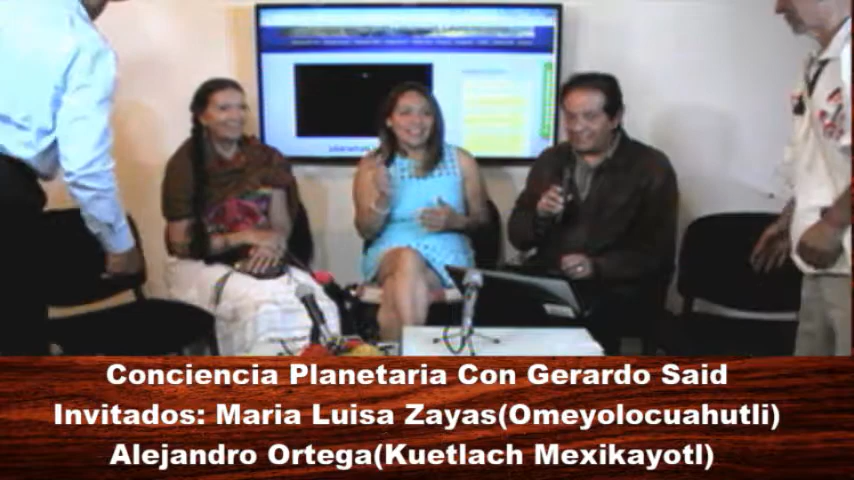 Conciencia Planetaria Con Gerardo Said
Invitados: Maria Luisa Zayas(Omeyolocuahutli)
Alejandro Ortega(Kuetlach Mexikayotl)